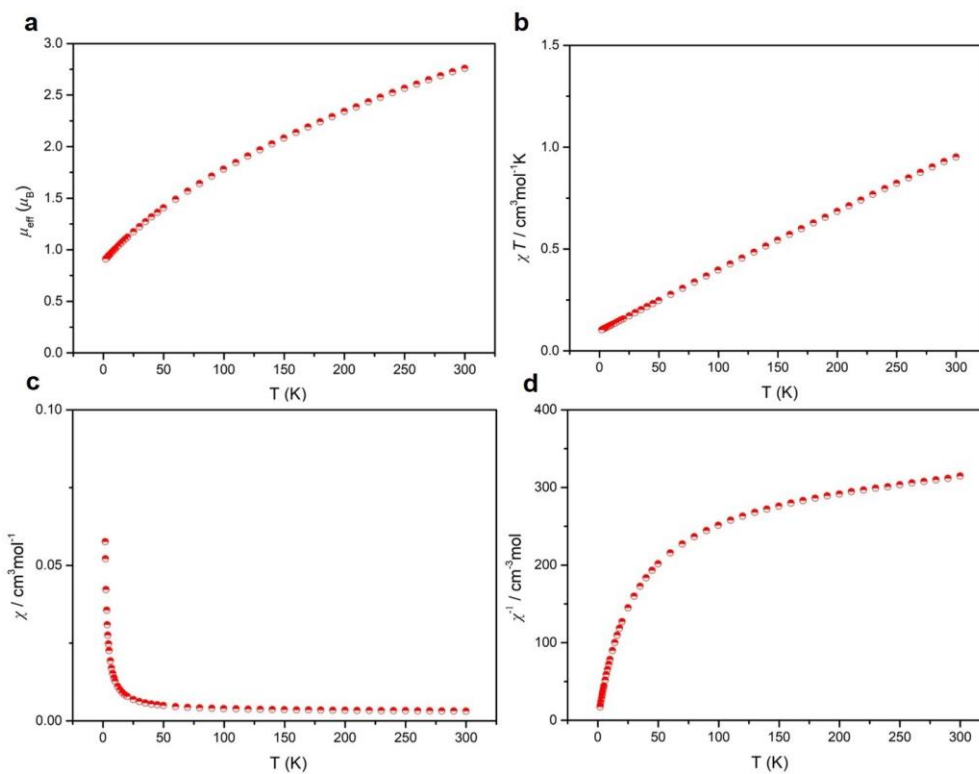 a
3.0
2.5
2.0
1.5
1.0
0.5
0.0
μeff (μB)
0 50 100 150 200 250 300
T (K)
b
1.5
1.0
0.5
0.0
χ T / cm³mol⁻¹K
0 50 100 150 200 250 300
T (K)
c
0.10
0.05
0.00
χ / cm³mol⁻¹
0 50 100 150 200 250 300
T (K)
d
400
300
200
100
0
χ⁻¹ / cm⁻³mol
0 50 100 150 200 250 300
T (K)